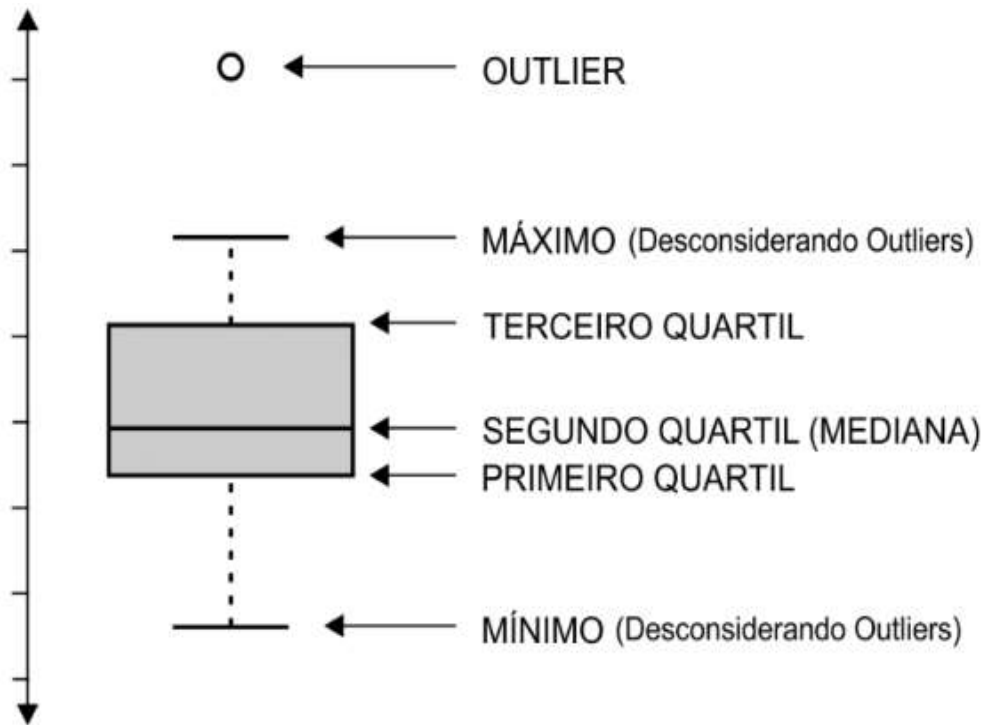 OUTLIER
MÁXIMO (Desconsiderando Outliers)
TERCEIRO QUARTIL
SEGUNDO QUARTIL (MEDIANA)
PRIMEIRO QUARTIL
MÍNIMO (Desconsiderando Outliers)